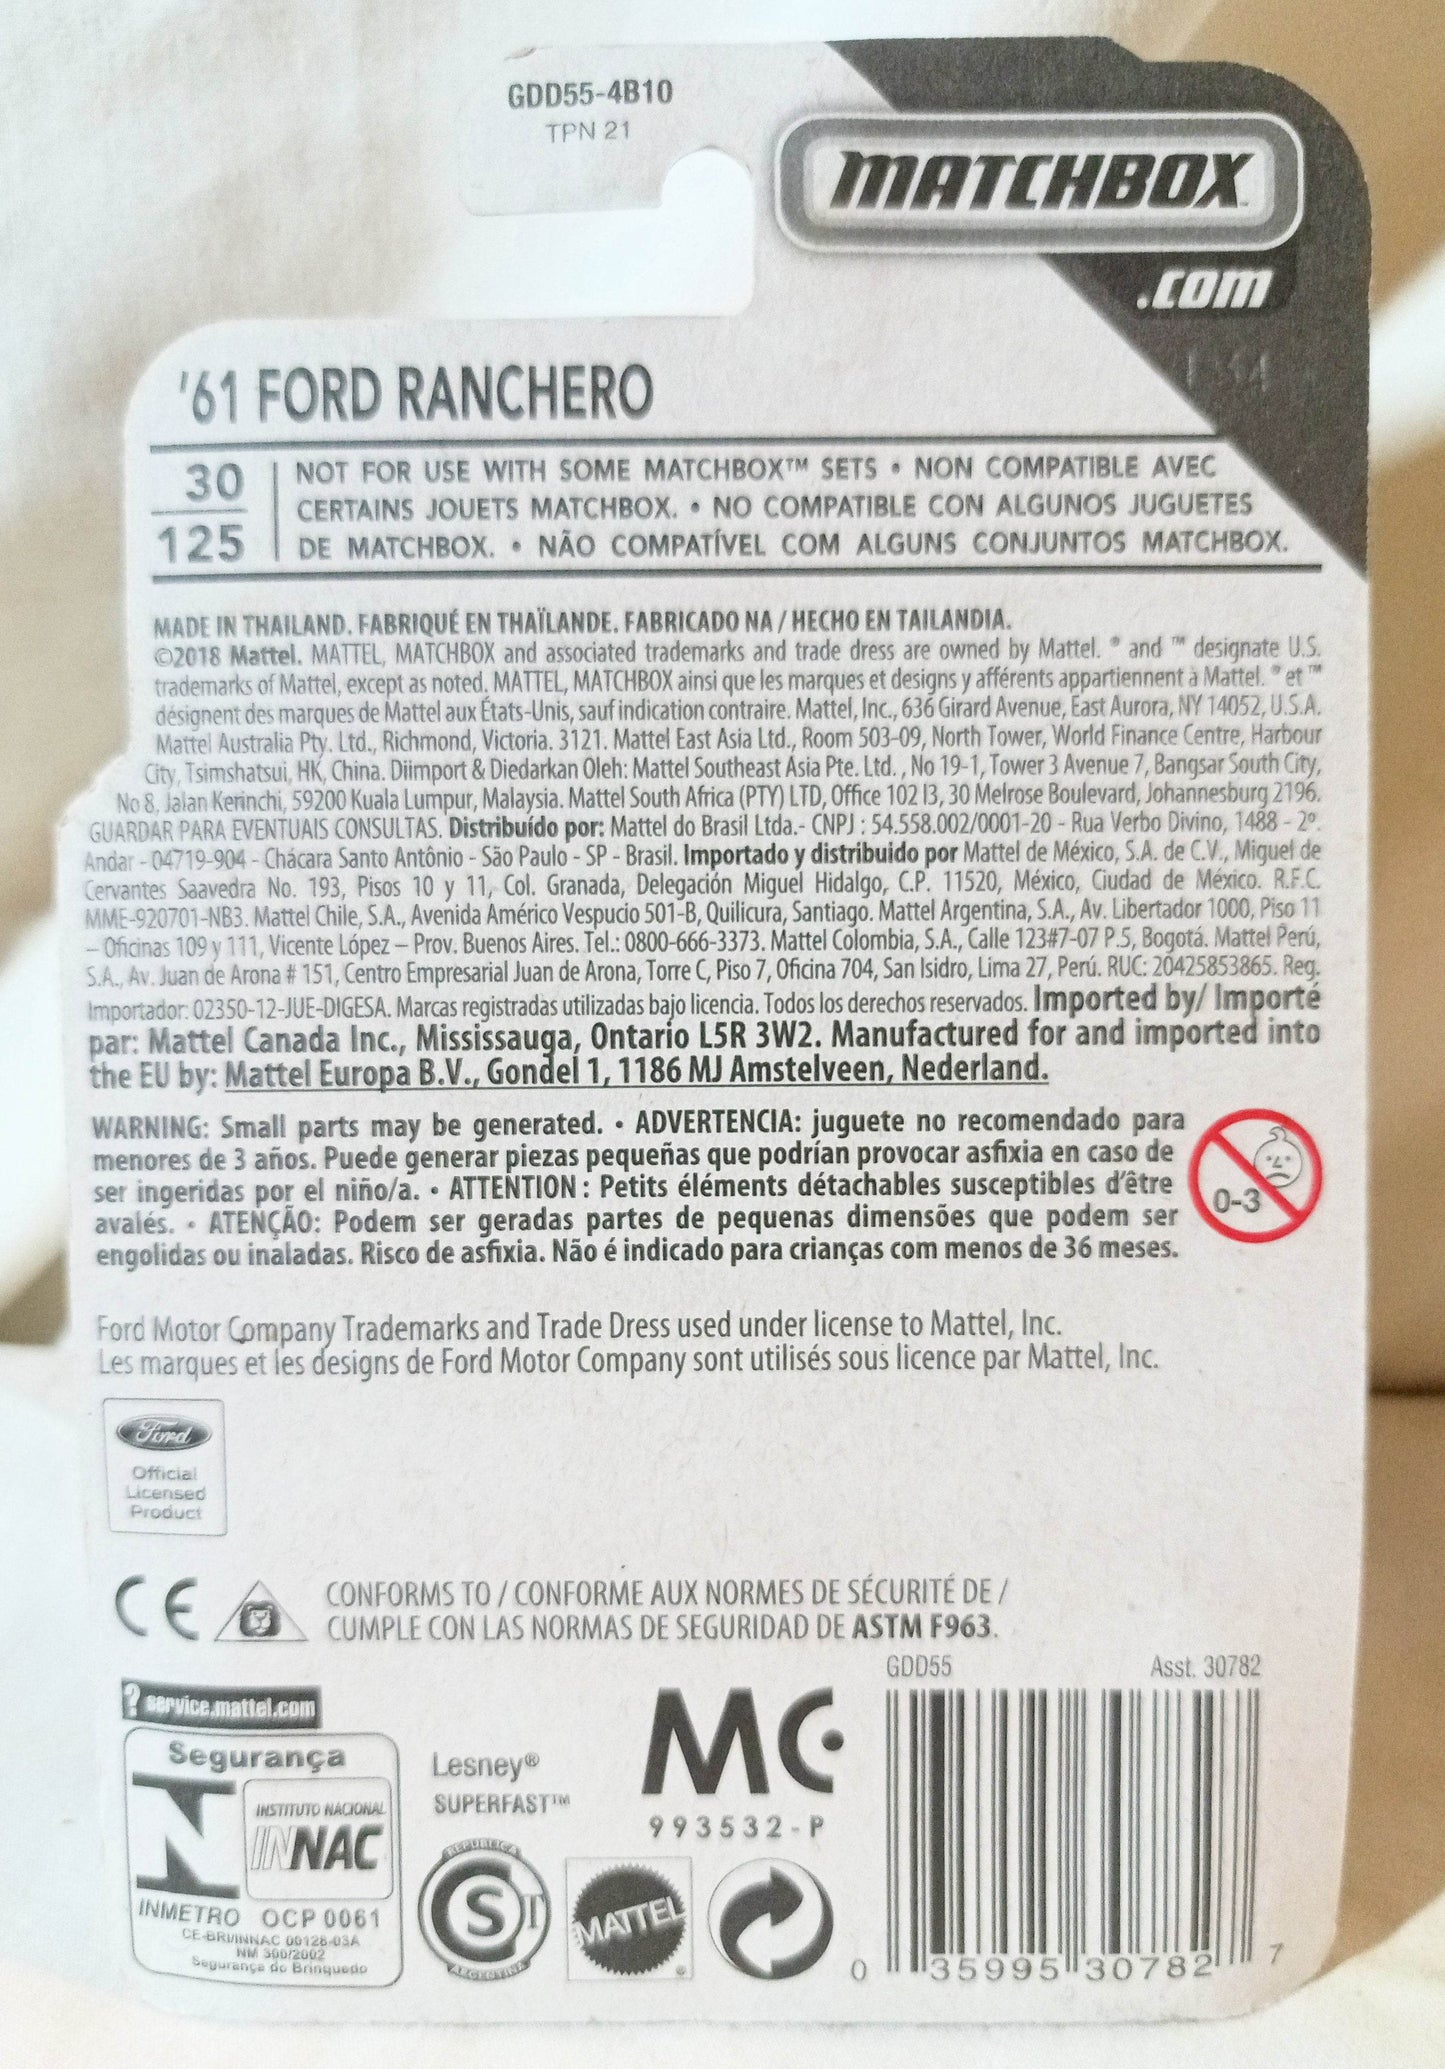 GDD55-4B10
TPN 21
MATCHBOX
.com
'61 FORD RANCHERO
30
125
NOT FOR USE WITH SOME MATCHBOX™ SETS • NON COMPATIBLE AVEC
CERTAINS JOUETS MATCHBOX. • NO COMPATIBLE CON ALGUNOS JUGUETES
DE MATCHBOX. • NÃO COMPATÍVEL COM ALGUNS CONJUNTOS MATCHBOX.
MADE IN THAILAND. FABRIQUÉ EN THAÏLANDE. FABRICADO NA / HECHO EN TAILANDIA.
©2018 Mattel. MATTEL, MATCHBOX and associated trademarks and trade dress are owned by Mattel. ® and ™ designate U.S.
trademarks of Mattel, except as noted. MATTEL, MATCHBOX ainsi que les marques et designs y afférents appartiennent à Mattel. ® et ™
désignent des marques de Mattel aux États-Unis, sauf indication contraire. Mattel, Inc., 636 Girard Avenue, East Aurora, NY 14052, U.S.A.
Mattel Australia Pty. Ltd., Richmond, Victoria. 3121. Mattel East Asia Ltd., Room 503-09, North Tower, World Finance Centre, Harbour
City, Tsimshatsui, HK, China. Diimport & Diedarkan Oleh: Mattel Southeast Asia Pte. Ltd. , No 19-1, Tower 3 Avenue 7, Bangsar South City,
No 8, Jalan Kerinchi, 59200 Kuala Lumpur, Malaysia. Mattel South Africa (PTY) LTD, Office 102 I3, 30 Melrose Boulevard, Johannesburg 2196.
GUARDAR PARA EVENTUAIS CONSULTAS. Distribuído por: Mattel do Brasil Ltda.- CNPJ : 54.558.002/0001-20 - Rua Verbo Divino, 1488 - 2º.
Andar - 04719-904 - Chácara Santo Antônio - São Paulo - SP - Brasil. Importado y distribuido por Mattel de México, S.A. de C.V., Miguel de
Cervantes Saavedra No. 193, Pisos 10 y 11, Col. Granada, Delegación Miguel Hidalgo, C.P. 11520, México, Ciudad de México. R.F.C.
MME-920701-NB3. Mattel Chile, S.A., Avenida Américo Vespucio 501-B, Quilicura, Santiago. Mattel Argentina, S.A., Av. Libertador 1000, Piso 11
– Oficinas 109 y 111, Vicente López – Prov. Buenos Aires. Tel.: 0800-666-3373. Mattel Colombia, S.A., Calle 123#7-07 P.5, Bogotá. Mattel Perú,
S.A., Av. Juan de Arona # 151, Centro Empresarial Juan de Arona, Torre C, Piso 7, Oficina 704, San Isidro, Lima 27, Perú. RUC: 20425853865. Reg.
Importador: 02350-12-JUE-DIGESA. Marcas registradas utilizadas bajo licencia. Todos los derechos reservados. Imported by/ Importé
par: Mattel Canada Inc., Mississauga, Ontario L5R 3W2. Manufactured for and imported into
the EU by: Mattel Europa B.V., Gondel 1, 1186 MJ Amstelveen, Nederland.
WARNING: Small parts may be generated. • ADVERTENCIA: juguete no recomendado para
menores de 3 años. Puede generar piezas pequeñas que podrían provocar asfixia en caso de
ser ingeridas por el niño/a. • ATTENTION : Petits éléments détachables susceptibles d'être
avalés. • ATENÇÃO: Podem ser geradas partes de pequenas dimensões que podem ser
engolidas ou inaladas. Risco de asfixia. Não é indicado para crianças com menos de 36 meses.
0-3
Ford Motor Company Trademarks and Trade Dress used under license to Mattel, Inc.
Les marques et les designs de Ford Motor Company sont utilisés sous licence par Mattel, Inc.
Ford
Official
Licensed
Product
CE
CONFORMS TO / CONFORME AUX NORMES DE SÉCURITÉ DE /
CUMPLE CON LAS NORMAS DE SEGURIDAD DE ASTM F963.
GDD55 Asst. 30782
? service.mattel.com
Segurança
INSTITUTO NACIONAL
INNAC
INMETRO OCP 0061
CE-BRI/INNAC 00128-03A
NM 300/2002
Segurança do Brinquedo
Lesney®
SUPERFAST™
MC
993532-P
REPUBLICA
S T
ARGENTINA
MATTEL
0 35995 30782 7